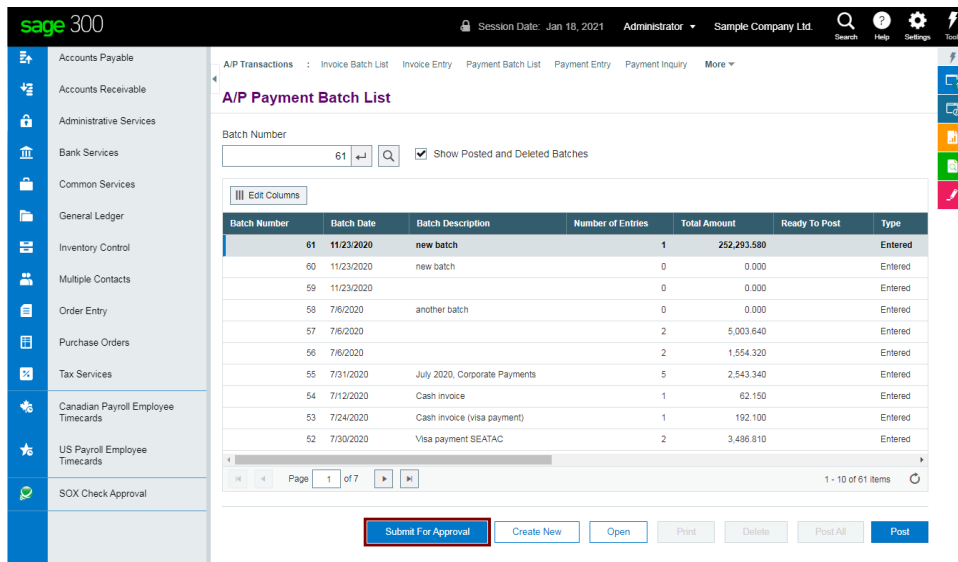 sage 300
Session Date: Jan 18, 2021 Administrator Sample Company Ltd. Search Help Settings Tool
Accounts Payable
Accounts Receivable
Administrative Services
Bank Services
Common Services
General Ledger
Inventory Control
Multiple Contacts
Order Entry
Purchase Orders
Tax Services
Canadian Payroll Employee
Timecards
US Payroll Employee
Timecards
SOX Check Approval
A/P Transactions : Invoice Batch List Invoice Entry Payment Batch List Payment Entry Payment Inquiry More
A/P Payment Batch List
Batch Number
61 Show Posted and Deleted Batches
Edit Columns
Batch Number Batch Date Batch Description Number of Entries Total Amount Ready To Post Type
61 11/23/2020 new batch 1 252,293.580 Entered
60 11/23/2020 new batch 0 0.000 Entered
59 11/23/2020 0 0.000 Entered
58 7/6/2020 another batch 0 0.000 Entered
57 7/6/2020 2 5,003.640 Entered
56 7/6/2020 2 1,554.320 Entered
55 7/31/2020 July 2020, Corporate Payments 5 2,543.340 Entered
54 7/12/2020 Cash invoice 1 62.150 Entered
53 7/24/2020 Cash invoice (visa payment) 1 192.100 Entered
52 7/30/2020 Visa payment SEATAC 2 3,486.810 Entered
Page 1 of 7 1 - 10 of 61 items
Submit For Approval Create New Open Print Delete Post All Post